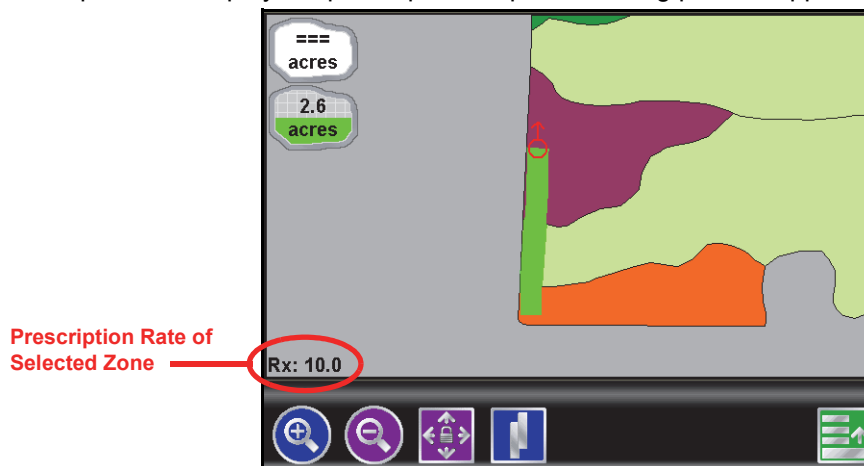 ===
acres
2.6
acres
Prescription Rate of
Selected Zone
Rx: 10.0